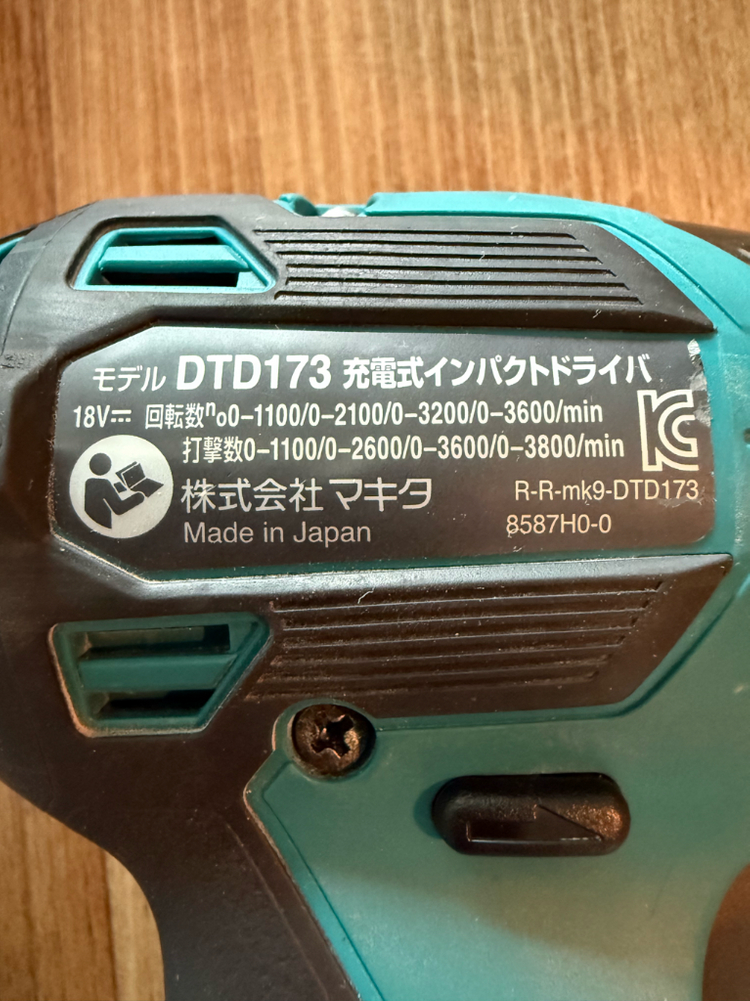 モデル DTD173 充電式インパクトドライバ
18V⎓ 回転数n₀0-1100/0-2100/0-3200/0-3600/min
打撃数0-1100/0-2600/0-3600/0-3800/min
株式会社 マキタ R-R-mk9-DTD173
Made in Japan 8587H0-0